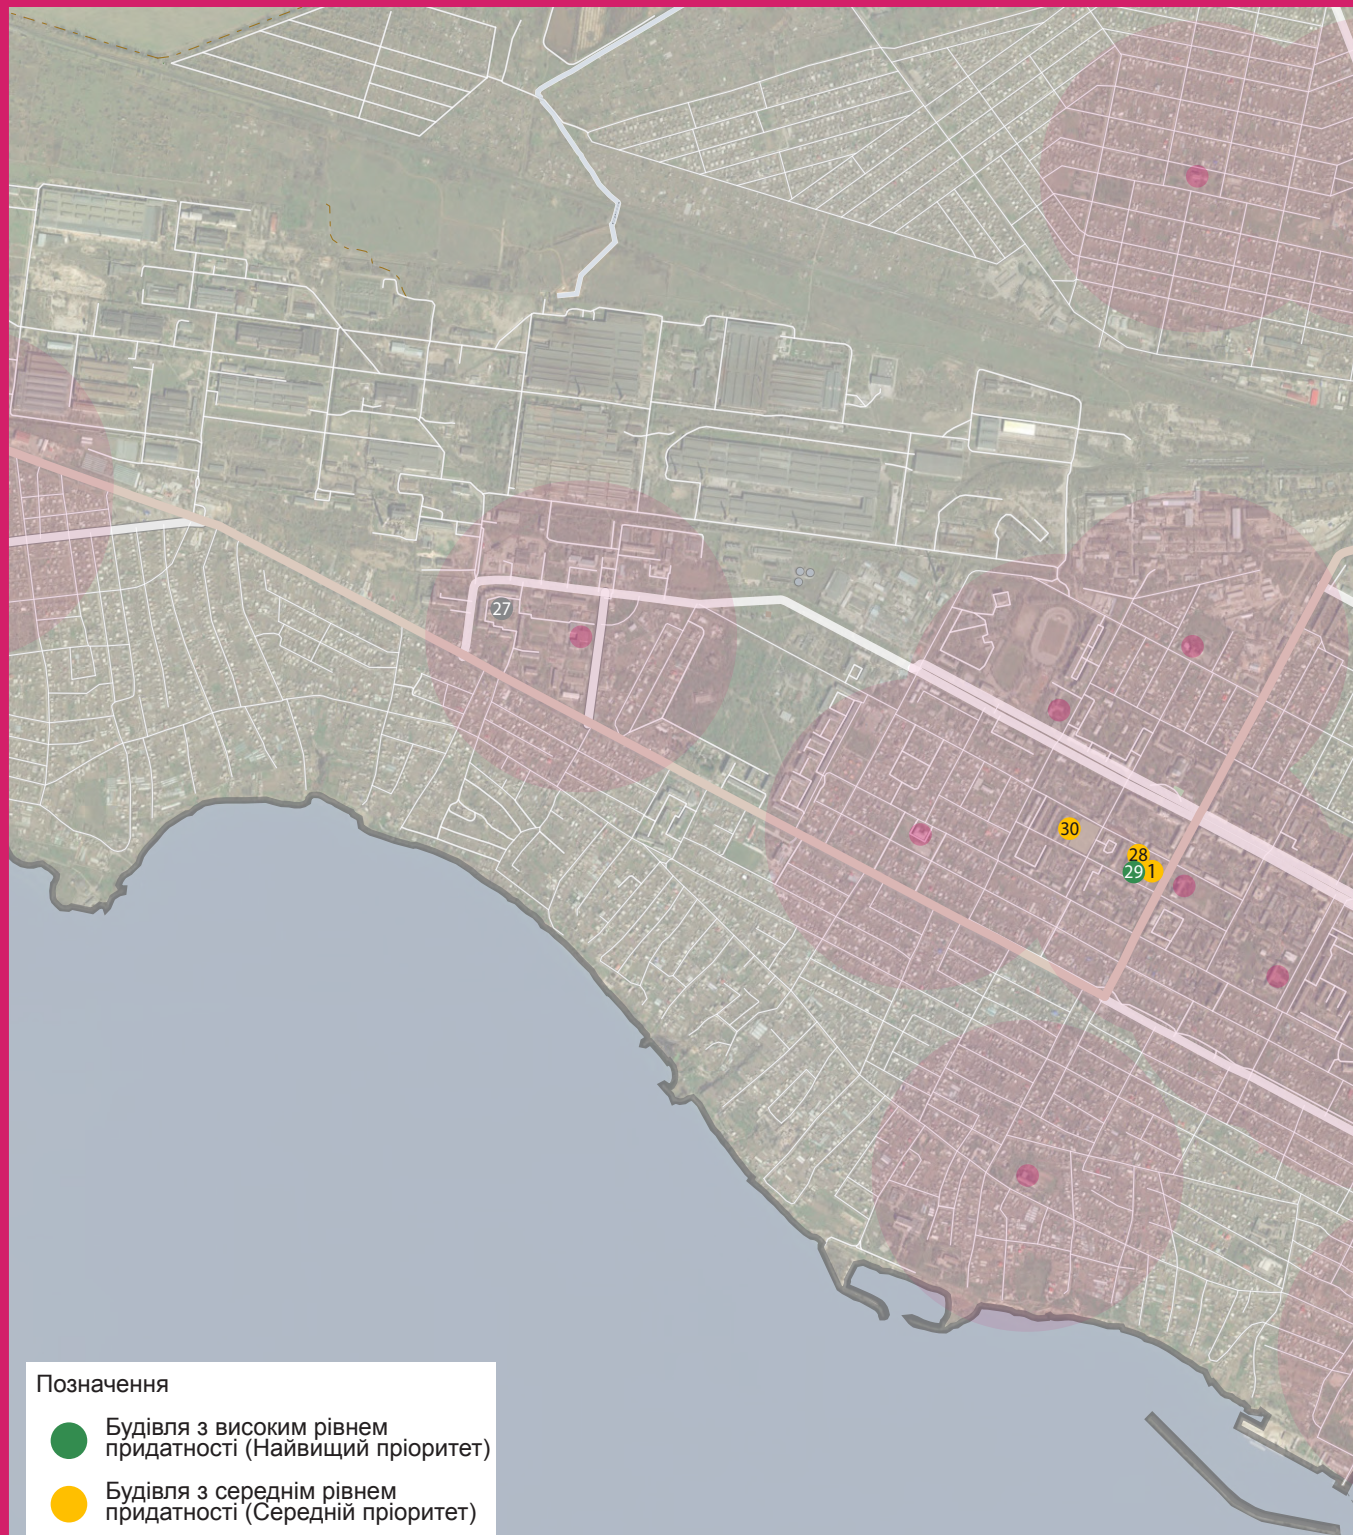 27
30
28
29
1
Позначення
Будівля з високим рівнем
придатності (Найвищий пріоритет)
Будівля з середнім рівнем
придатності (Середній пріоритет)